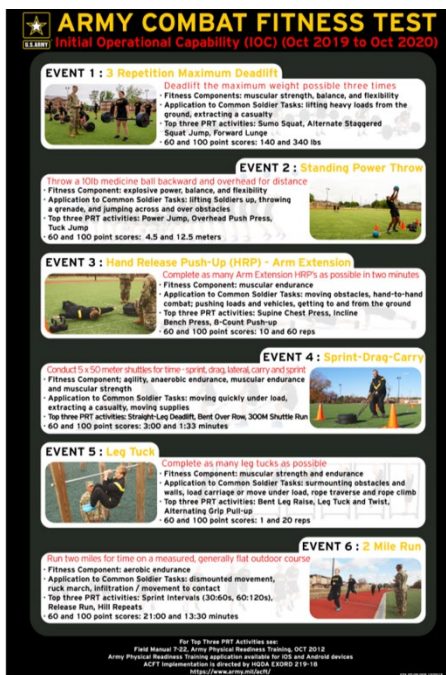 U.S.ARMY
ARMY COMBAT FITNESS TEST
Initial Operational Capability (IOC) (Oct 2019 to Oct 2020)
EVENT 1 : 3 Repetition Maximum Deadlift
Deadlift the maximum weight possible three times
· Fitness Components: muscular strength, balance, and flexibility
· Application to Common Soldier Tasks: lifting heavy loads from the
ground, extracting a casualty
· Top three PRT activities: Sumo Squat, Alternate Staggered
Squat Jump, Forward Lunge
· 60 and 100 point scores: 140 and 340 lbs
EVENT 2 : Standing Power Throw
Throw a 10lb medicine ball backward and overhead for distance
· Fitness Component: explosive power, balance, and flexibility
· Application to Common Soldier Tasks: lifting Soldiers up, throwing
a grenade, and jumping across and over obstacles
· Top three PRT activities: Power Jump, Overhead Push Press,
Tuck Jump
· 60 and 100 point scores: 4.5 and 12.5 meters
EVENT 3 : Hand Release Push-Up (HRP) - Arm Extension
Complete as many Arm Extension HRP's as possible in two minutes
· Fitness Component: muscular endurance
· Application to Common Soldier Tasks: moving obstacles, hand-to-hand
combat; pushing loads and vehicles, getting to and from the ground
· Top three PRT activities: Supine Chest Press, Incline
Bench Press, 8-Count Push-up
· 60 and 100 point scores: 10 and 60 reps
EVENT 4 : Sprint-Drag-Carry
Conduct 5 x 50 meter shuttles for time - sprint, drag, lateral, carry and sprint
· Fitness Component; agility, anaerobic endurance, muscular endurance
and muscular strength
· Application to Common Soldier Tasks: moving quickly under load,
extracting a casualty, moving supplies
· Top three PRT activities: Straight-Leg Deadlift, Bent Over Row, 300M Shuttle Run
· 60 and 100 point scores: 3:00 and 1:33 minutes
EVENT 5 : Leg Tuck
Complete as many leg tucks as possible
· Fitness Component: muscular strength and endurance
· Application to Common Soldier Tasks: surmounting obstacles and
walls, load carriage or move under load, rope traverse and rope climb
· Top three PRT activities: Bent Leg Raise, Leg Tuck and Twist,
Alternating Grip Pull-up
· 60 and 100 point scores: 1 and 20 reps
EVENT 6 : 2 Mile Run
Run two miles for time on a measured, generally flat outdoor course
· Fitness Component: aerobic endurance
· Application to Common Soldier Tasks: dismounted movement,
ruck march, infiltration / movement to contact
· Top three PRT activities: Sprint Intervals (30:60s, 60:120s),
Release Run, Hill Repeats
· 60 and 100 point scores: 21:00 and 13:30 minutes
For Top Three PRT Activities see:
Field Manual 7-22, Army Physical Readiness Training, OCT 2012
Army Physical Readiness Training application available for iOS and Android devices
ACFT Implementation is directed by HQDA EXORD 219-18
https://www.army.mil/acft/